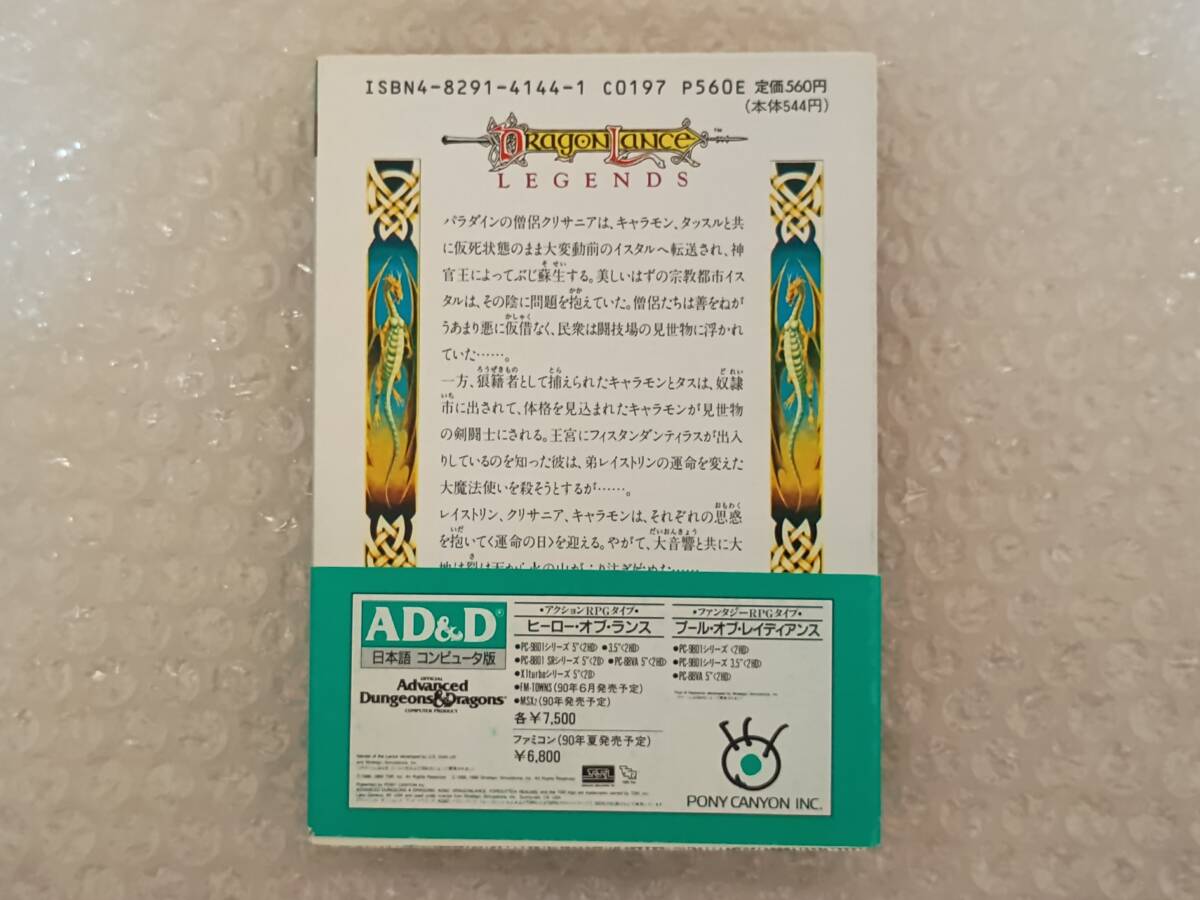 ISBN4-8291-4144-1 C0197 P560E 定価560円
(本体544円)
DRAGONLANCE™
LEGENDS
パラダインの僧侶クリサニアは、キャラモン、タッスルと共
に仮死状態のまま大変動前のイスタルへ転送され、神
官王によってぶじ蘇生する。美しいはずの宗教都市イス
タルは、その陰に問題を抱えていた。僧侶たちは善をねが
うあまり悪に仮借なく、民衆は闘技場の見世物に浮かれ
ていた……。
一方、狼籍者として捕えられたキャラモンとタスは、奴隷
市に出されて、体格を見込まれたキャラモンが見世物
の剣闘士にされる。王宮にフィスタンダンティラスが出入
りしているのを知った彼は、弟レイストリンの運命を変えた
大魔法使いを殺そうとするが……。
レイストリン、クリサニア、キャラモンは、それぞれの思惑
を抱いて〈運命の日〉を迎える。やがて、大音響と共に大
AD&D®
日本語 コンピュータ版
OFFICIAL
Advanced
Dungeons&Dragons®
COMPUTER PRODUCT
・アクションRPGタイプ・
ヒーロー・オブ・ランス
●PC-9801シリーズ 5"〈2HD〉 ●3.5"〈2HD〉
●PC-8801 SRシリーズ 5"〈2D〉 ●PC-88VA 5"〈2HD〉
●X1turboシリーズ 5"〈2D〉
●FM-TOWNS(90年6月発売予定)
●MSX2(90年発売予定)
各¥7,500
ファミコン(90年夏発売予定)
¥6,800
・ファンタジーRPGタイプ・
プール・オブ・レイディアンス
●PC-9801シリーズ 〈2HD〉
●PC-9801シリーズ 3.5"〈2HD〉
●PC-88VA 5"〈2HD〉
PONY CANYON INC.